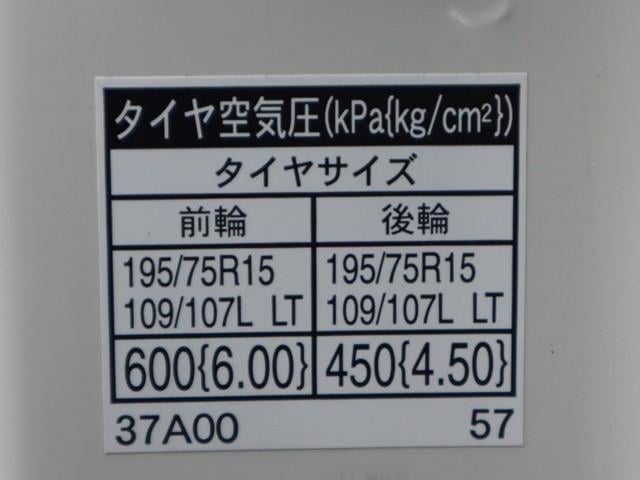 タイヤ空気圧(kPa{kg/cm²})
タイヤサイズ
前輪 後輪
195/75R15 195/75R15
109/107L LT 109/107L LT
600{6.00} 450{4.50}
37A00 57